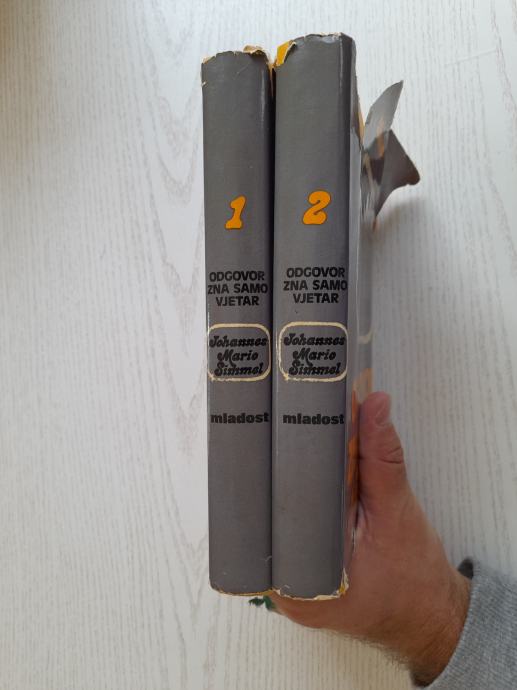 1
ODGOVOR
ZNA SAMO
VJETAR
Johannes
Mario
Simmel
mladost
2
ODGOVOR
ZNA SAMO
VJETAR
Johannes
Mario
Simmel
mladost